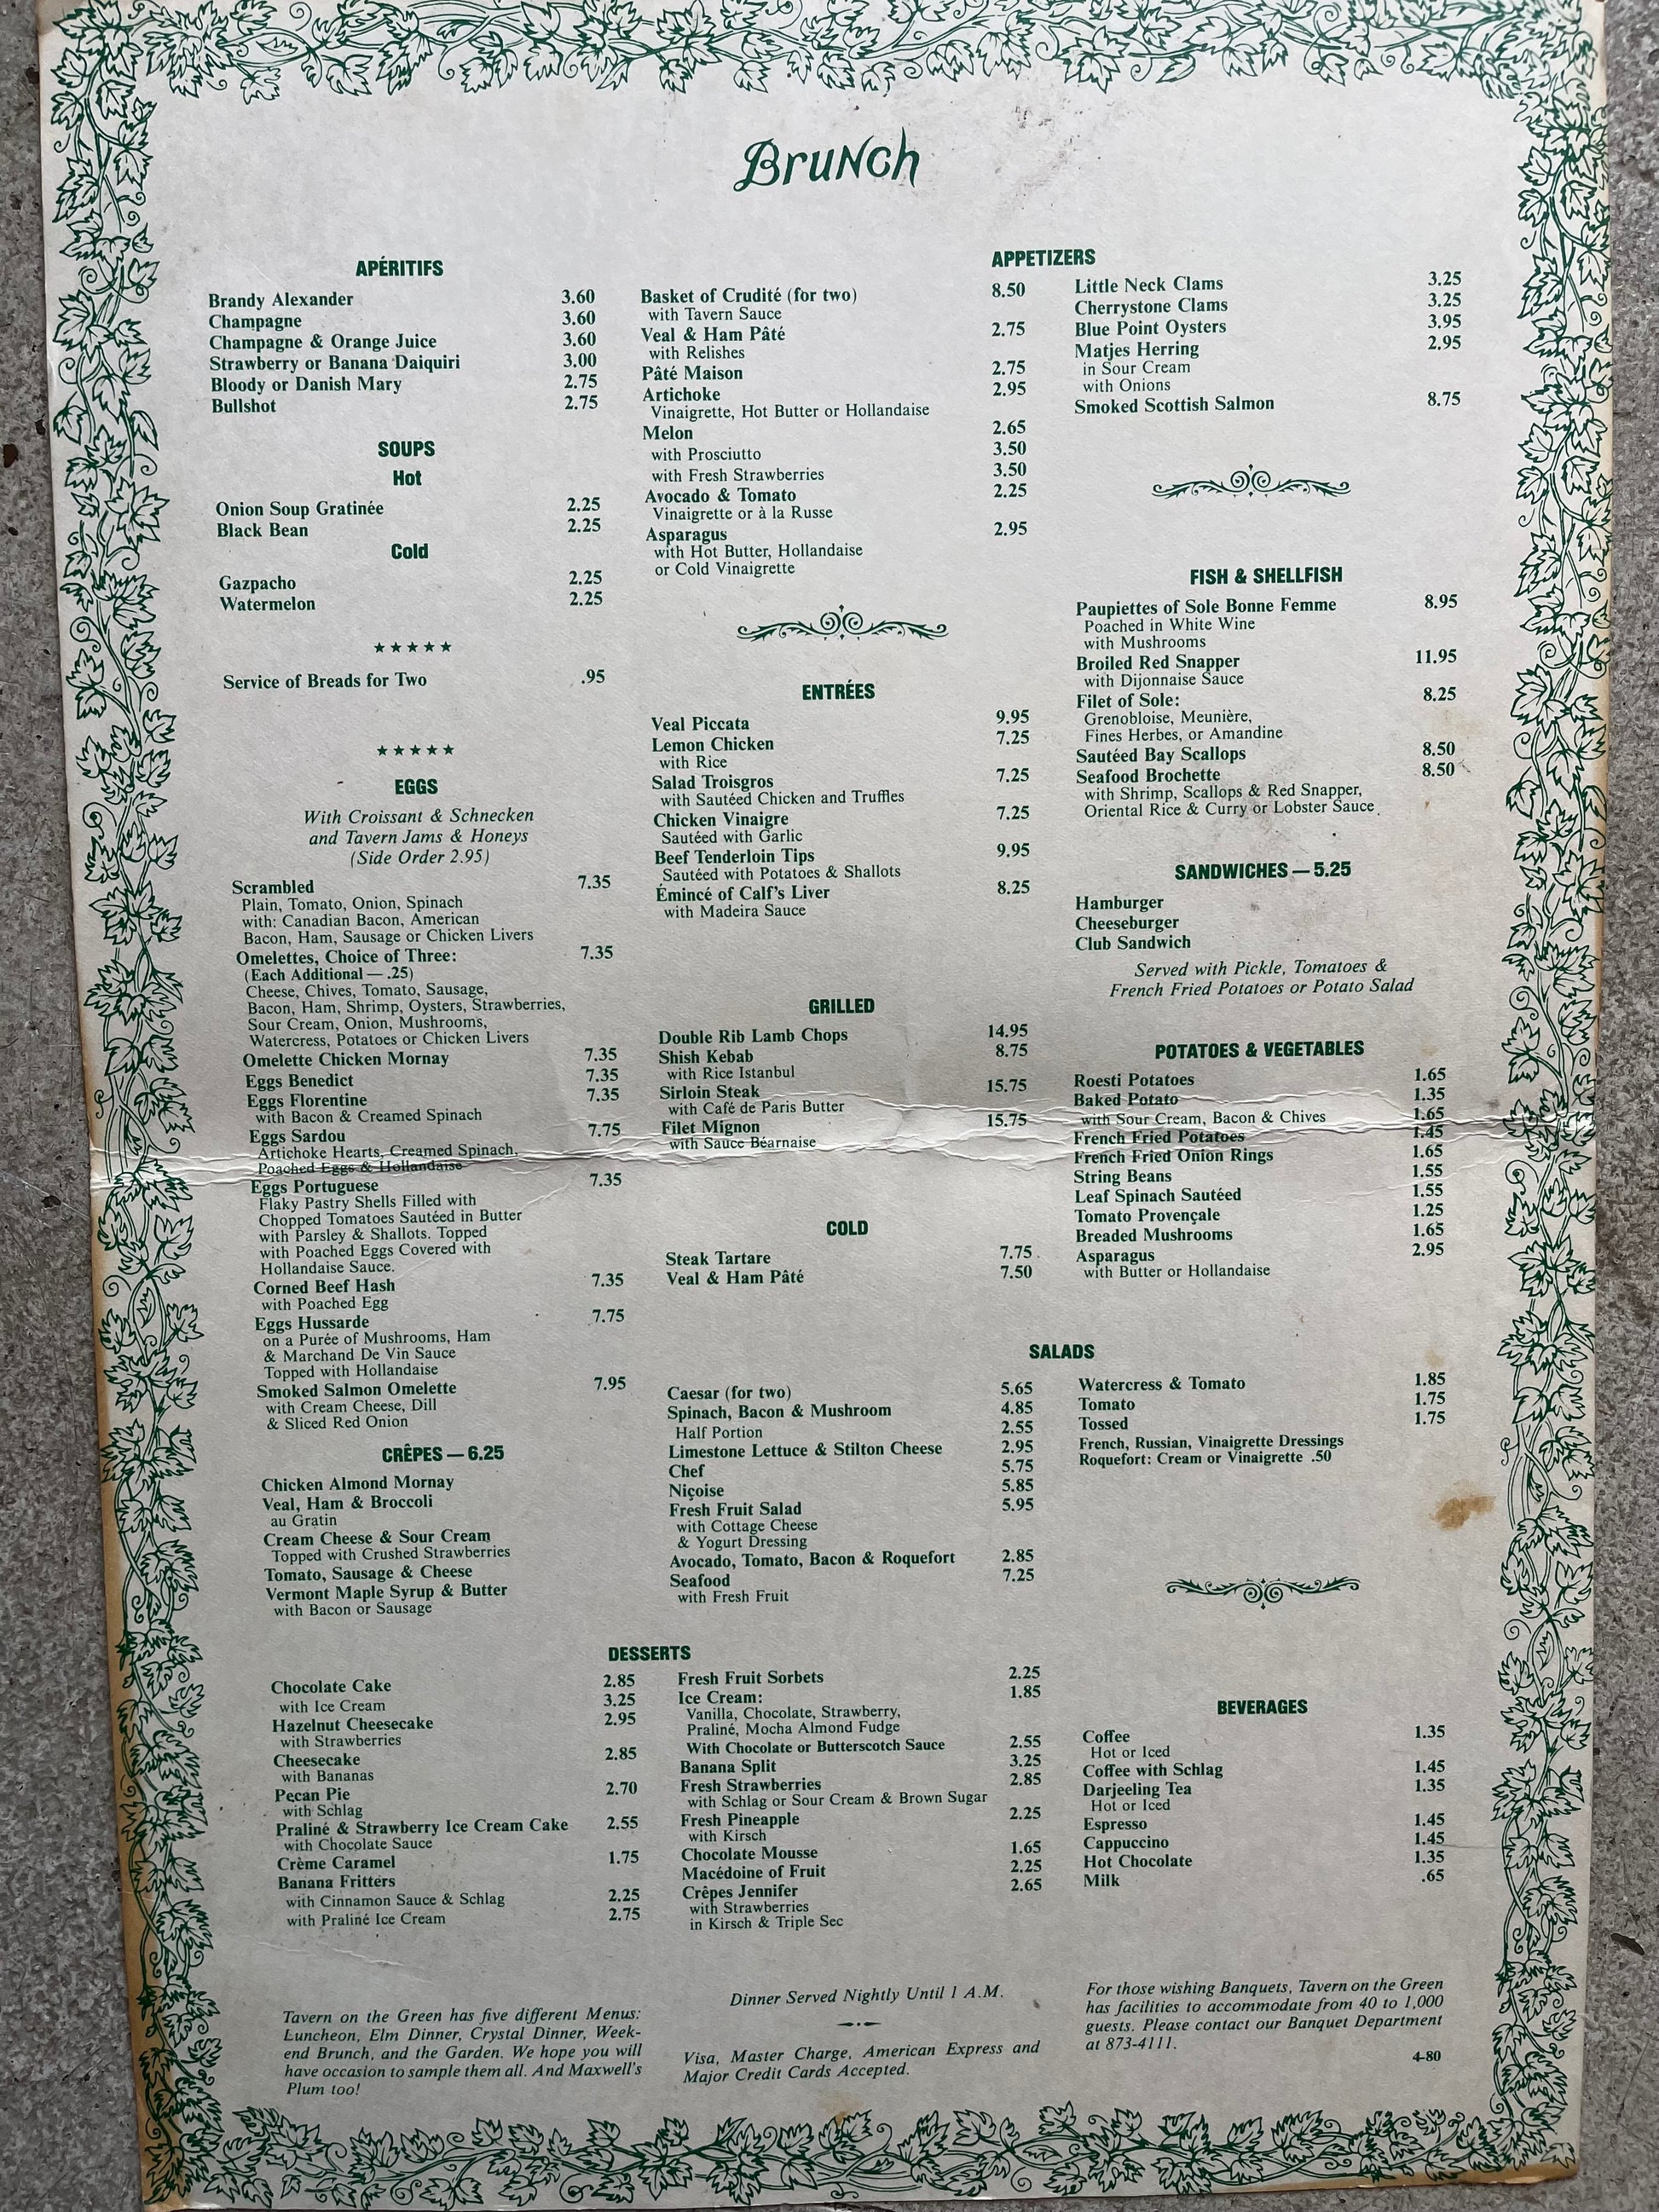 Brunch
APÉRITIFS
Brandy Alexander 3.60
Champagne 3.60
Champagne & Orange Juice 3.60
Strawberry or Banana Daiquiri 3.00
Bloody or Danish Mary 2.75
Bullshot 2.75
SOUPS
Hot
Onion Soup Gratinée 2.25
Black Bean 2.25
Cold
Gazpacho 2.25
Watermelon 2.25
★★★★★
Service of Breads for Two .95
★★★★★
EGGS
With Croissant & Schnecken
and Tavern Jams & Honeys
(Side Order 2.95)
Scrambled 7.35
Plain, Tomato, Onion, Spinach
with: Canadian Bacon, American
Bacon, Ham, Sausage or Chicken Livers
Omelettes, Choice of Three: 7.35
(Each Additional — .25)
Cheese, Chives, Tomato, Sausage,
Bacon, Ham, Shrimp, Oysters, Strawberries,
Sour Cream, Onion, Mushrooms,
Watercress, Potatoes or Chicken Livers
Omelette Chicken Mornay 7.35
Eggs Benedict 7.35
Eggs Florentine 7.35
with Bacon & Creamed Spinach
Eggs Sardou 7.75
Artichoke Hearts, Creamed Spinach,
Poached Eggs & Hollandaise
Eggs Portuguese 7.35
Flaky Pastry Shells Filled with
Chopped Tomatoes Sautéed in Butter
with Parsley & Shallots. Topped
with Poached Eggs Covered with
Hollandaise Sauce.
Corned Beef Hash 7.35
with Poached Egg
Eggs Hussarde 7.75
on a Purée of Mushrooms, Ham
& Marchand De Vin Sauce
Topped with Hollandaise
Smoked Salmon Omelette 7.95
with Cream Cheese, Dill
& Sliced Red Onion
CRÊPES — 6.25
Chicken Almond Mornay
Veal, Ham & Broccoli
au Gratin
Cream Cheese & Sour Cream
Topped with Crushed Strawberries
Tomato, Sausage & Cheese
Vermont Maple Syrup & Butter
with Bacon or Sausage
APPETIZERS
Basket of Crudité (for two) 8.50
with Tavern Sauce
Veal & Ham Pâté 2.75
with Relishes
Pâté Maison 2.75
Artichoke 2.95
Vinaigrette, Hot Butter or Hollandaise
Melon 2.65
with Prosciutto 3.50
with Fresh Strawberries 3.50
Avocado & Tomato 2.25
Vinaigrette or à la Russe
Asparagus 2.95
with Hot Butter, Hollandaise
or Cold Vinaigrette
Little Neck Clams 3.25
Cherrystone Clams 3.25
Blue Point Oysters 3.95
Matjes Herring 2.95
in Sour Cream
with Onions
Smoked Scottish Salmon 8.75
ENTRÉES
Veal Piccata 9.95
Lemon Chicken 7.25
with Rice
Salad Troisgros 7.25
with Sautéed Chicken and Truffles
Chicken Vinaigre 7.25
Sautéed with Garlic
Beef Tenderloin Tips 9.95
Sautéed with Potatoes & Shallots
Émincé of Calf's Liver 8.25
with Madeira Sauce
GRILLED
Double Rib Lamb Chops 14.95
Shish Kebab 8.75
with Rice Istanbul
Sirloin Steak 15.75
with Café de Paris Butter
Filet Mignon 15.75
with Sauce Béarnaise
COLD
Steak Tartare 7.75
Veal & Ham Pâté 7.50
FISH & SHELLFISH
Paupiettes of Sole Bonne Femme 8.95
Poached in White Wine
with Mushrooms
Broiled Red Snapper 11.95
with Dijonnaise Sauce
Filet of Sole: 8.25
Grenobloise, Meunière,
Fines Herbes, or Amandine
Sautéed Bay Scallops 8.50
Seafood Brochette 8.50
with Shrimp, Scallops & Red Snapper,
Oriental Rice & Curry or Lobster Sauce
SANDWICHES — 5.25
Hamburger
Cheeseburger
Club Sandwich
Served with Pickle, Tomatoes &
French Fried Potatoes or Potato Salad
POTATOES & VEGETABLES
Roesti Potatoes 1.65
Baked Potato 1.35
with Sour Cream, Bacon & Chives 1.65
French Fried Potatoes 1.45
French Fried Onion Rings 1.65
String Beans 1.55
Leaf Spinach Sautéed 1.55
Tomato Provençale 1.25
Breaded Mushrooms 1.65
Asparagus 2.95
with Butter or Hollandaise
SALADS
Caesar (for two) 5.65
Spinach, Bacon & Mushroom 4.85
Half Portion 2.55
Limestone Lettuce & Stilton Cheese 2.95
Chef 5.75
Niçoise 5.85
Fresh Fruit Salad 5.95
with Cottage Cheese
& Yogurt Dressing
Avocado, Tomato, Bacon & Roquefort 2.85
Seafood 7.25
with Fresh Fruit
Watercress & Tomato 1.85
Tomato 1.75
Tossed 1.75
French, Russian, Vinaigrette Dressings
Roquefort: Cream or Vinaigrette .50
DESSERTS
Chocolate Cake 2.85
with Ice Cream 3.25
Hazelnut Cheesecake 2.95
with Strawberries
Cheesecake 2.85
with Bananas
Pecan Pie 2.70
with Schlag
Praliné & Strawberry Ice Cream Cake 2.55
with Chocolate Sauce
Crème Caramel 1.75
Banana Fritters
with Cinnamon Sauce & Schlag 2.25
with Praliné Ice Cream 2.75
Fresh Fruit Sorbets 2.25
Ice Cream: 1.85
Vanilla, Chocolate, Strawberry,
Praliné, Mocha Almond Fudge
With Chocolate or Butterscotch Sauce 2.55
Banana Split 3.25
Fresh Strawberries 2.85
with Schlag or Sour Cream & Brown Sugar
Fresh Pineapple 2.25
with Kirsch
Chocolate Mousse 1.65
Macédoine of Fruit 2.25
Crêpes Jennifer 2.65
with Strawberries
in Kirsch & Triple Sec
BEVERAGES
Coffee 1.35
Hot or Iced
Coffee with Schlag 1.45
Darjeeling Tea 1.35
Hot or Iced
Espresso 1.45
Cappuccino 1.45
Hot Chocolate 1.35
Milk .65
Tavern on the Green has five different Menus:
Luncheon, Elm Dinner, Crystal Dinner, Week-
end Brunch, and the Garden. We hope you will
have occasion to sample them all. And Maxwell's
Plum too!
Dinner Served Nightly Until 1 A.M.
Visa, Master Charge, American Express and
Major Credit Cards Accepted.
For those wishing Banquets, Tavern on the Green
has facilities to accommodate from 40 to 1,000
guests. Please contact our Banquet Department
at 873-4111.
4-80